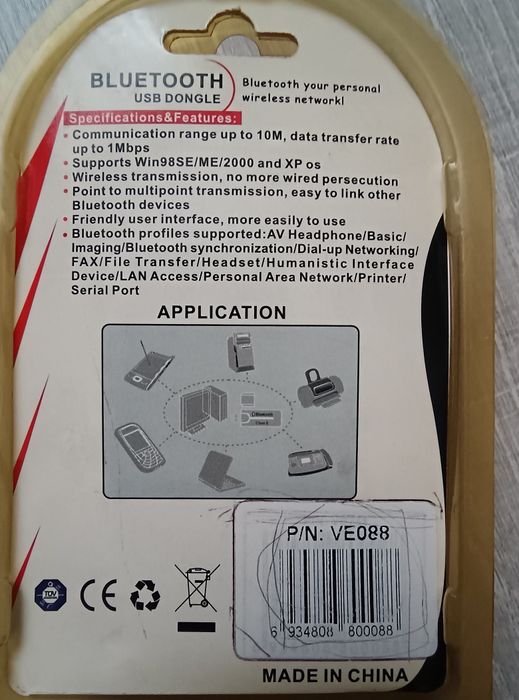 BLUETOOTH
USB DONGLE
Bluetooth your personal
wireless network!
Specifications&Features:
• Communication range up to 10M, data transfer rate
up to 1Mbps
• Supports Win98SE/ME/2000 and XP os
• Wireless transmission, no more wired persecution
• Point to multipoint transmission, easy to link other
Bluetooth devices
• Friendly user interface, more easily to use
• Bluetooth profiles supported:AV Headphone/Basic/
Imaging/Bluetooth synchronization/Dial-up Networking/
FAX/File Transfer/Headset/Humanistic Interface
Device/LAN Access/Personal Area Network/Printer/
Serial Port
APPLICATION
Bluetooth
P/N: VE088
6 934808 800088
TÜV
CE
MADE IN CHINA